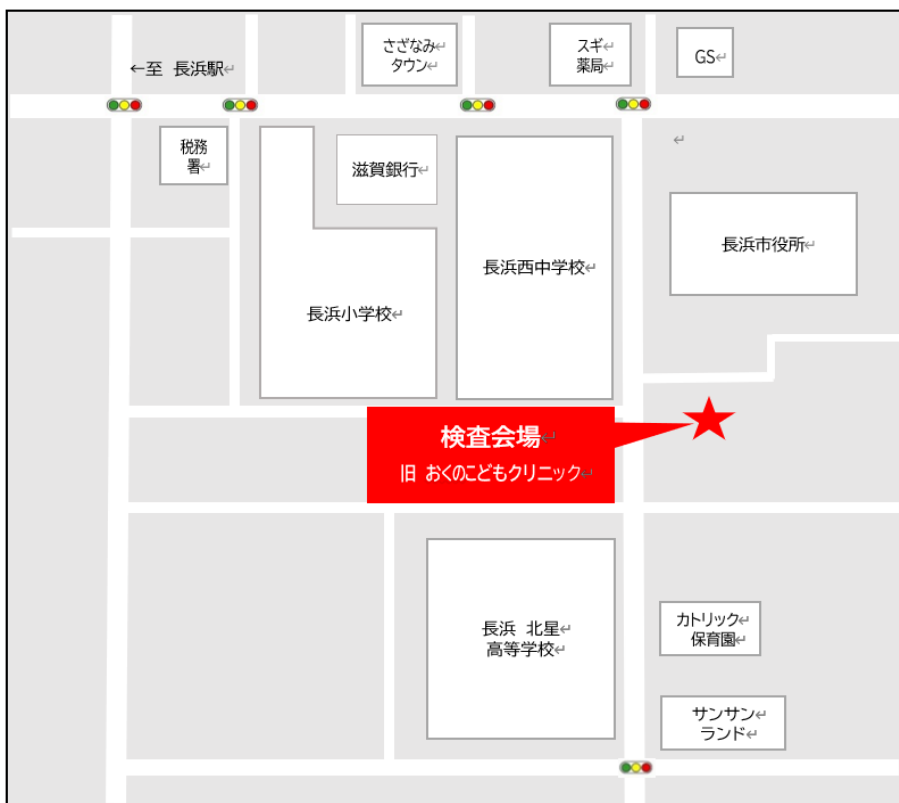 さざなみ
タウン
スギ
薬局
GS
←至 長浜駅
税務
署
滋賀銀行
長浜市役所
長浜西中学校
長浜小学校
検査会場
旧 おくのこどもクリニック
長浜 北星
高等学校
カトリック
保育園
サンサン
ランド